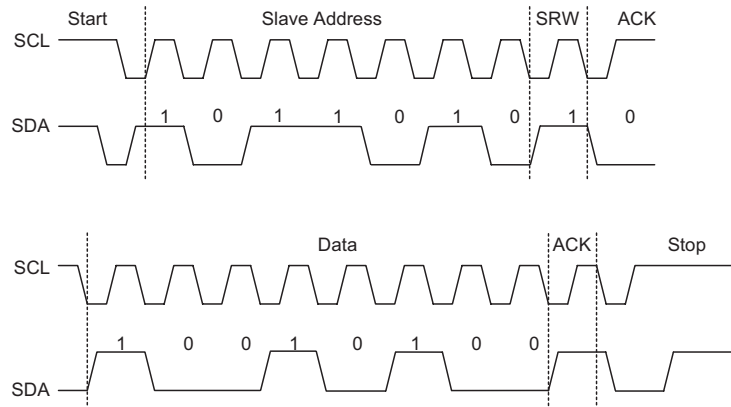 Start Slave Address SRW ACK
SCL
1 0 1 1 0 1 0 1 0
SDA
Data ACK Stop
SCL
1 0 0 1 0 1 0 0
SDA